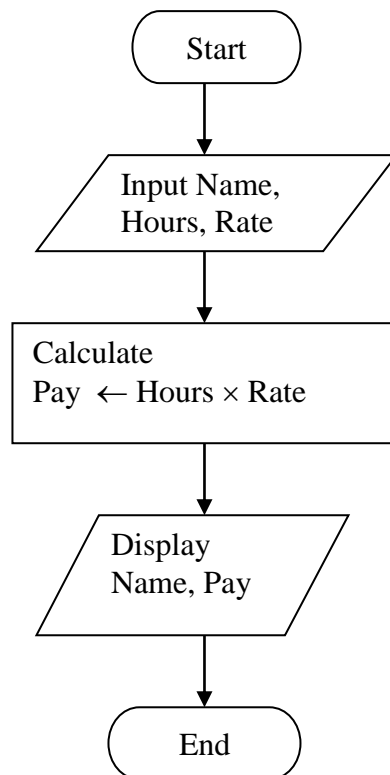 Start
Input Name,
Hours, Rate
Calculate
Pay ← Hours × Rate
Display
Name, Pay
End